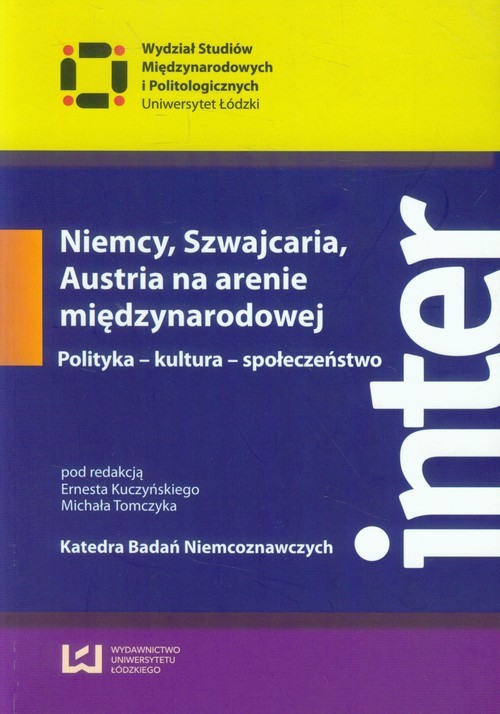 Wydział Studiów
Międzynarodowych
i Politologicznych
Uniwersytet Łódzki
Niemcy, Szwajcaria,
Austria na arenie
międzynarodowej
Polityka – kultura – społeczeństwo
pod redakcją
Ernesta Kuczyńskiego
Michała Tomczyka
Katedra Badań Niemcoznawczych
inter
WYDAWNICTWO
UNIWERSYTETU
ŁÓDZKIEGO